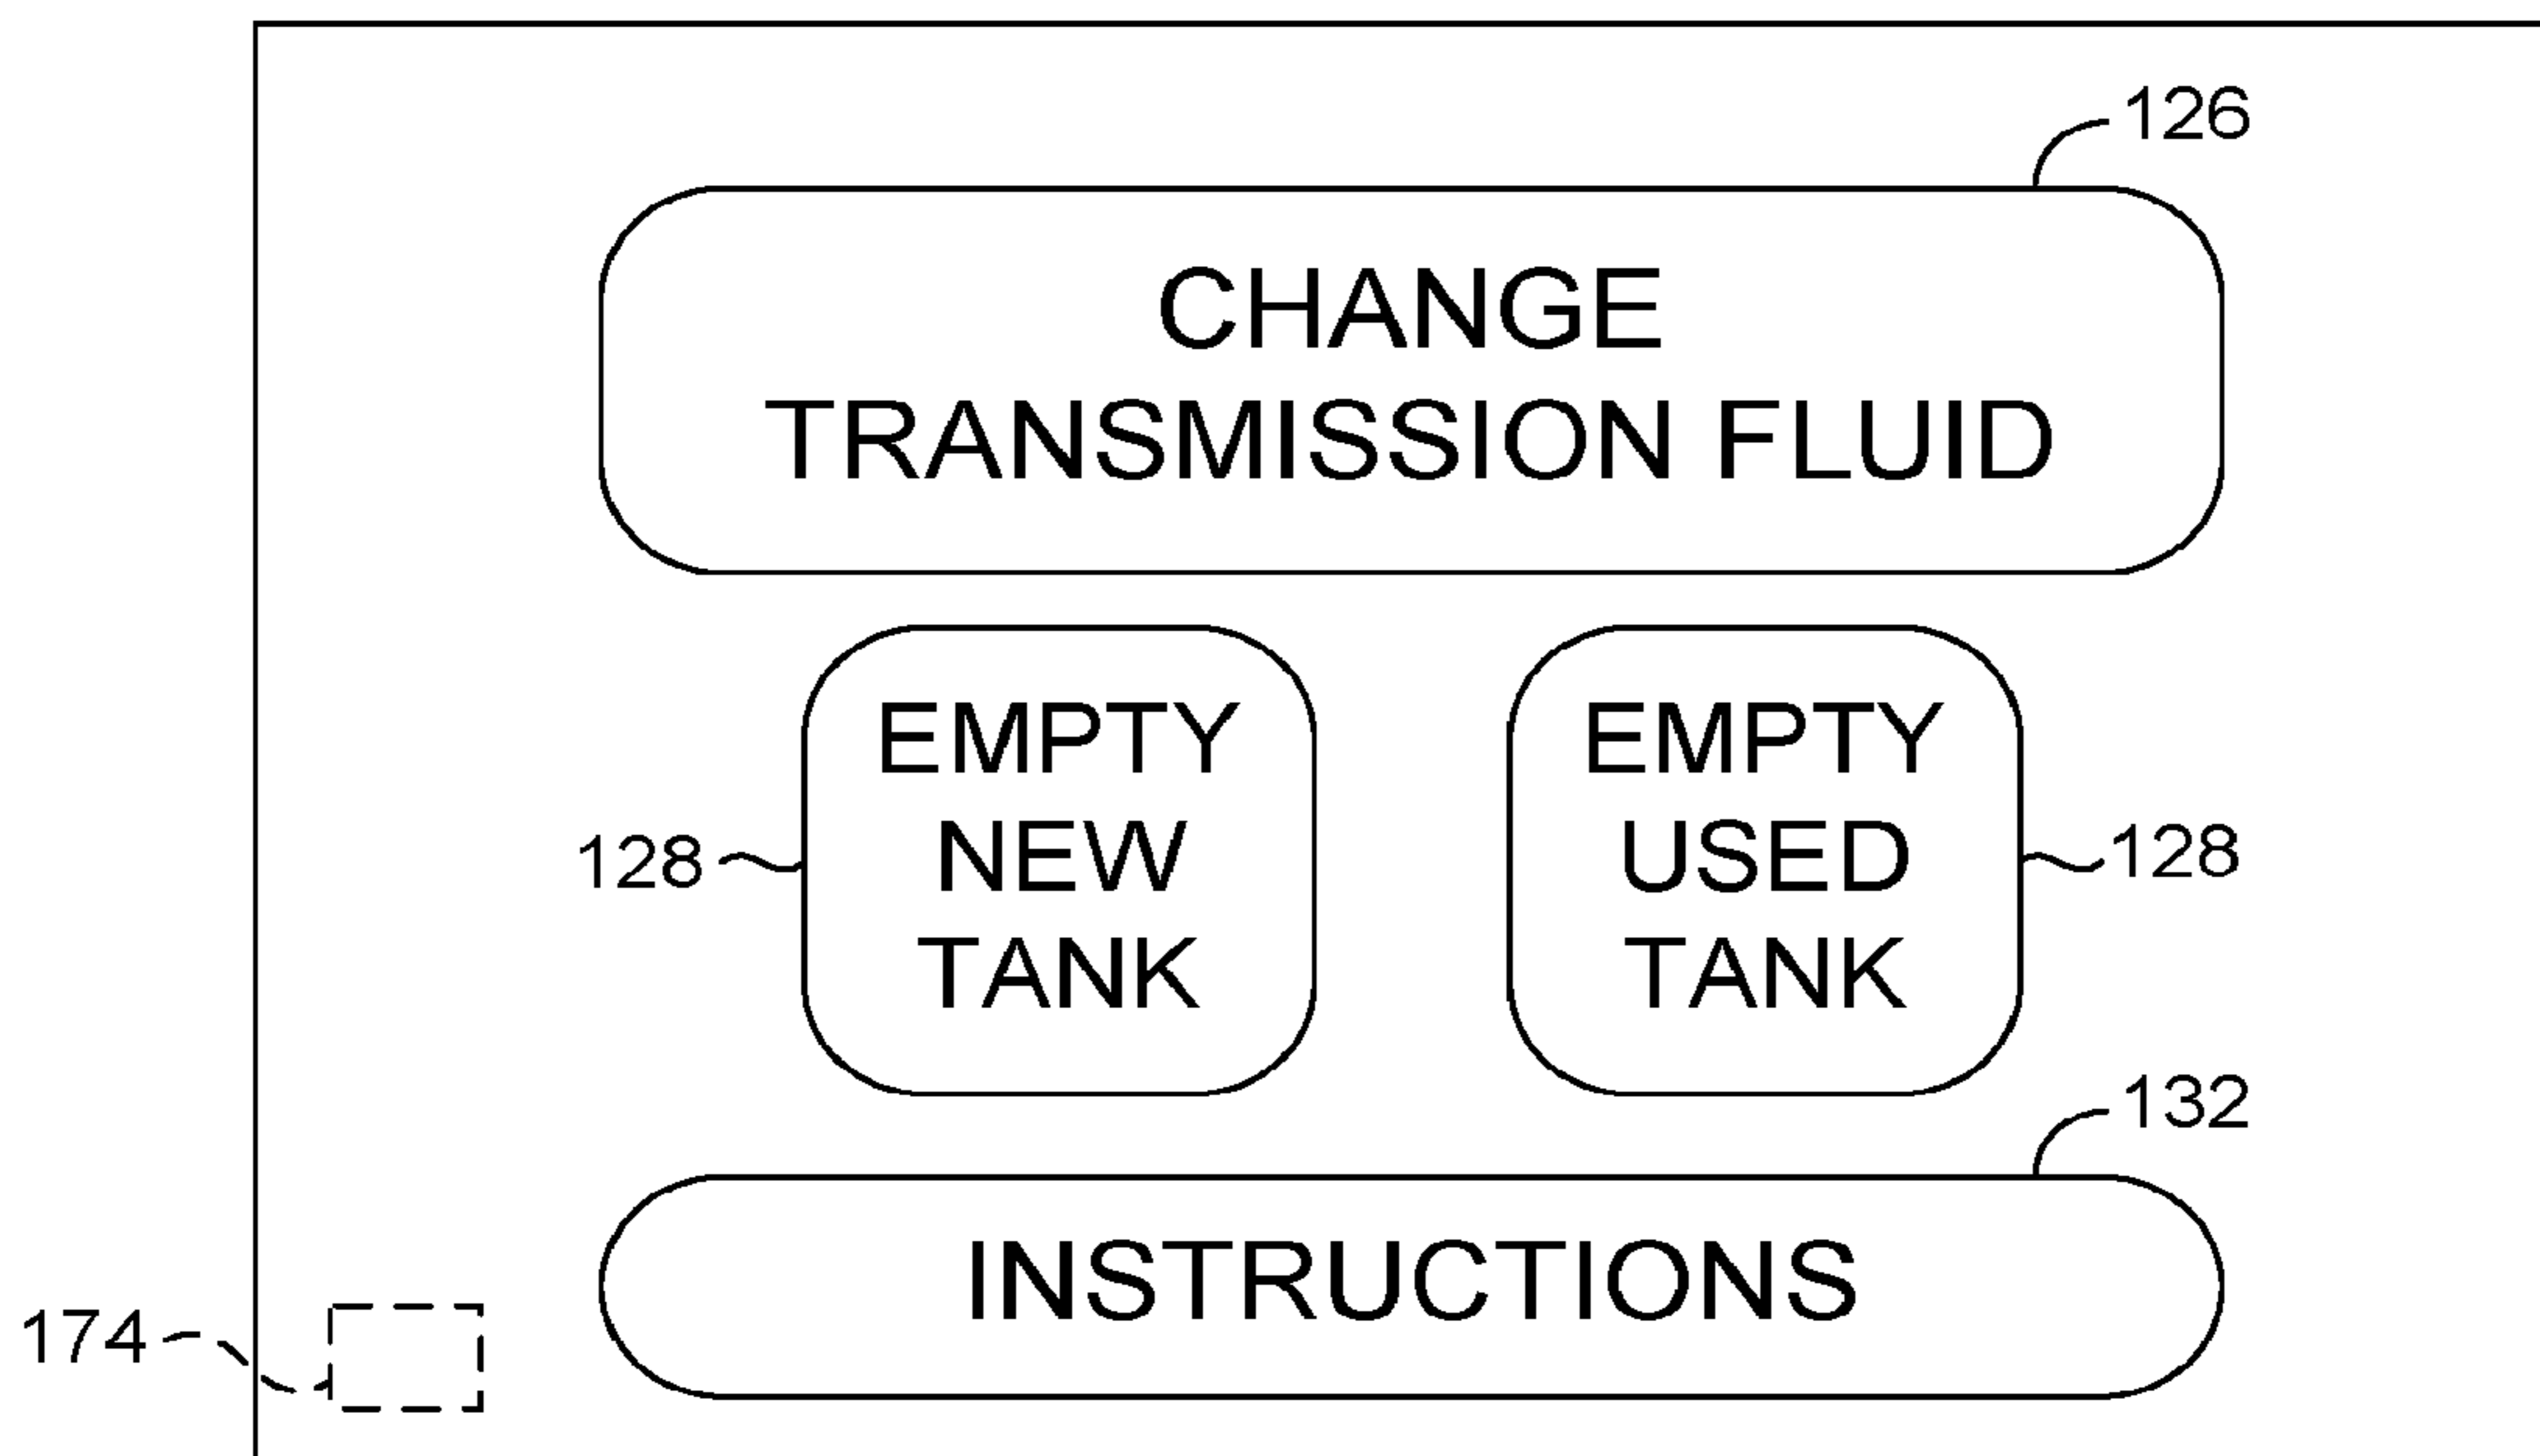 126
CHANGE
TRANSMISSION FLUID
EMPTY
NEW
TANK
EMPTY
USED
TANK
128
128
132
INSTRUCTIONS
174